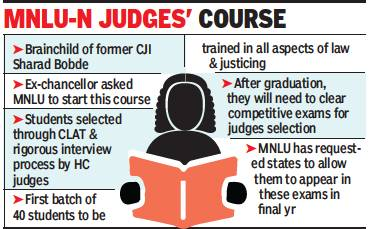 MNLU-N JUDGES' COURSE
➤Brainchild of former CJI
Sharad Bobde
➤Ex-chancellor asked
MNLU to start this course
➤Students selected
through CLAT &
rigorous interview
process by HC
judges
➤First batch of
40 students to be
trained in all aspects of law
& justicing
➤After graduation,
they will need to clear
competitive exams for
judges selection
➤MNLU has request-
ed states to allow
them to appear in
these exams in
final yr